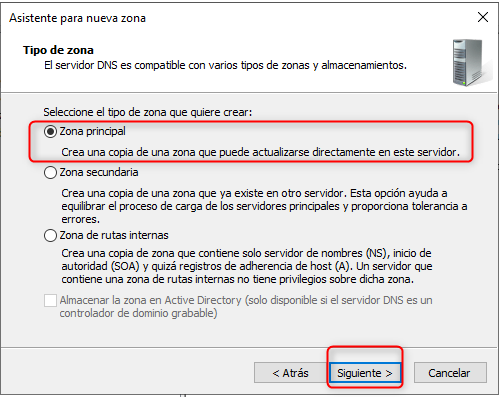 Asistente para nueva zona
Tipo de zona
El servidor DNS es compatible con varios tipos de zonas y almacenamientos.
Seleccione el tipo de zona que quiere crear:
Zona principal
Crea una copia de una zona que puede actualizarse directamente en este servidor.
Zona secundaria
Crea una copia de una zona que ya existe en otro servidor. Esta opción ayuda a
equilibrar el proceso de carga de los servidores principales y proporciona tolerancia a
errores.
Zona de rutas internas
Crea una copia de zona que contiene solo servidor de nombres (NS), inicio de
autoridad (SOA) y quizá registros de adherencia de host (A). Un servidor que
contiene una zona de rutas internas no tiene privilegios sobre dicha zona.
Almacenar la zona en Active Directory (solo disponible si el servidor DNS es un
controlador de dominio grabable)
< Atrás
Siguiente >
Cancelar